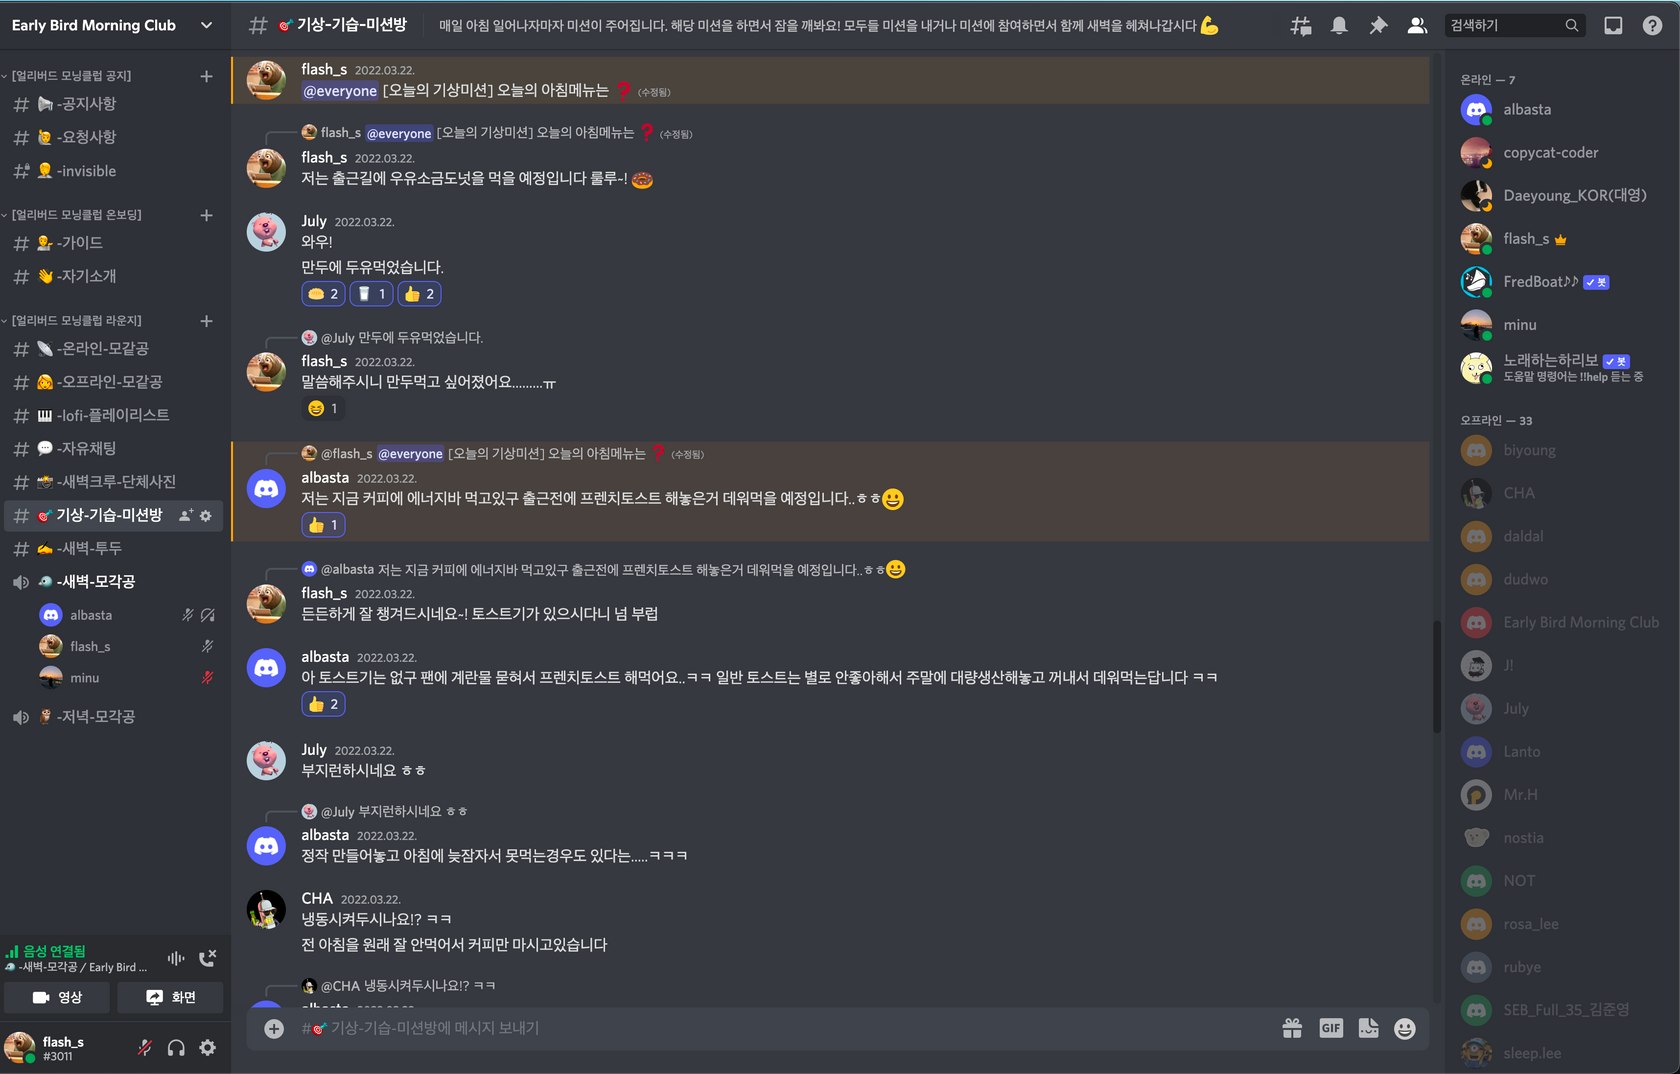 Early Bird Morning Club
[얼리버드 모닝클럽 공지]
-공지사항
-요청사항
-invisible
[얼리버드 모닝클럽 온보딩]
-가이드
-자기소개
[얼리버드 모닝클럽 라운지]
-온라인-모같공
-오프라인-모같공
-lofi-플레이리스트
-자유채팅
-새벽크루-단체사진
기상-기습-미션방
-새벽-투두
-새벽-모각공
albasta
flash_s
minu
-저녁-모각공
음성 연결됨
-새벽-모각공 / Early Bird ...
영상
화면
flash_s
#3011
# 기상-기습-미션방
매일 아침 일어나자마자 미션이 주어집니다. 해당 미션을 하면서 잠을 깨봐요! 모두들 미션을 내거나 미션에 참여하면서 함께 새벽을 헤쳐나갑시다
검색하기
flash_s 2022.03.22.
@everyone [오늘의 기상미션] 오늘의 아침메뉴는 ❓ (수정됨)
flash_s @everyone [오늘의 기상미션] 오늘의 아침메뉴는 ❓ (수정됨)
flash_s 2022.03.22.
저는 출근길에 우유소금도넛을 먹을 예정입니다 룰루~! 🍩
July 2022.03.22.
와우!
만두에 두유먹었습니다.
2 1 2
@July 만두에 두유먹었습니다.
flash_s 2022.03.22.
말씀해주시니 만두먹고 싶어졌어요.........ㅠ
1
@flash_s @everyone [오늘의 기상미션] 오늘의 아침메뉴는 ❓ (수정됨)
albasta 2022.03.22.
저는 지금 커피에 에너지바 먹고있구 출근전에 프렌치토스트 해놓은거 데워먹을 예정입니다..ㅎㅎ😀
1
@albasta 저는 지금 커피에 에너지바 먹고있구 출근전에 프렌치토스트 해놓은거 데워먹을 예정입니다..ㅎㅎ😀
flash_s 2022.03.22.
든든하게 잘 챙겨드시네요~! 토스트기가 있으시다니 넘 부럽
albasta 2022.03.22.
아 토스트기는 없구 팬에 계란물 묻혀서 프렌치토스트 해먹어요..ㅋㅋ 일반 토스트는 별로 안좋아해서 주말에 대량생산해놓고 꺼내서 데워먹는답니다 ㅋㅋ
2
July 2022.03.22.
부지런하시네요 ㅎㅎ
@July 부지런하시네요 ㅎㅎ
albasta 2022.03.22.
정작 만들어놓고 아침에 늦잠자서 못먹는경우도 있다는.....ㅋㅋㅋ
CHA 2022.03.22.
냉동시켜두시나요!? ㅋㅋ
전 아침을 원래 잘 안먹어서 커피만 마시고있습니다
@CHA 냉동시켜두시나요!? ㅋㅋ
#🎯 기상-기습-미션방에 메시지 보내기
GIF
온라인 — 7
albasta
copycat-coder
Daeyoung_KOR(대영)
flash_s
FredBoat♪♪ ✓ 봇
minu
노래하는하리보 ✓ 봇
도움말 명령어는 !!help 듣는 중
오프라인 — 33
biyoung
CHA
daldal
dudwo
Early Bird Morning Club
J!
July
Lanto
Mr.H
nostia
NOT
rosa_lee
rubye
SEB_Full_35_김준영
sleep.lee